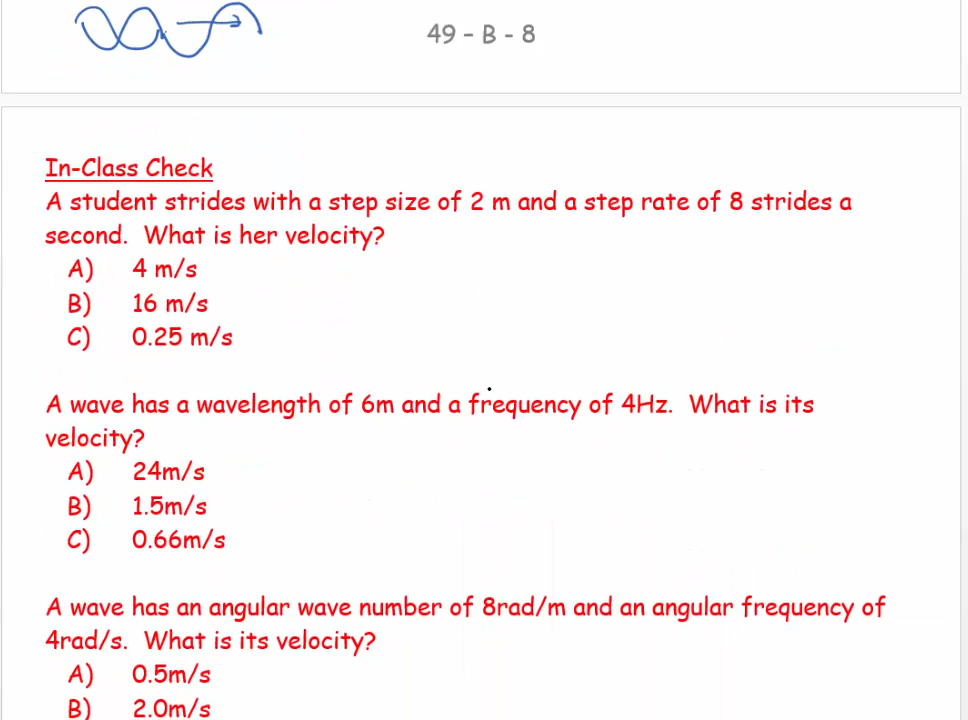 49 - B - 8
In-Class Check
A student strides with a step size of 2 m and a step rate of 8 strides a
second. What is her velocity?
A) 4 m/s
B) 16 m/s
C) 0.25 m/s
A wave has a wavelength of 6m and a frequency of 4Hz. What is its
velocity?
A) 24m/s
B) 1.5m/s
C) 0.66m/s
A wave has an angular wave number of 8rad/m and an angular frequency of
4rad/s. What is its velocity?
A) 0.5m/s
B) 2.0m/s